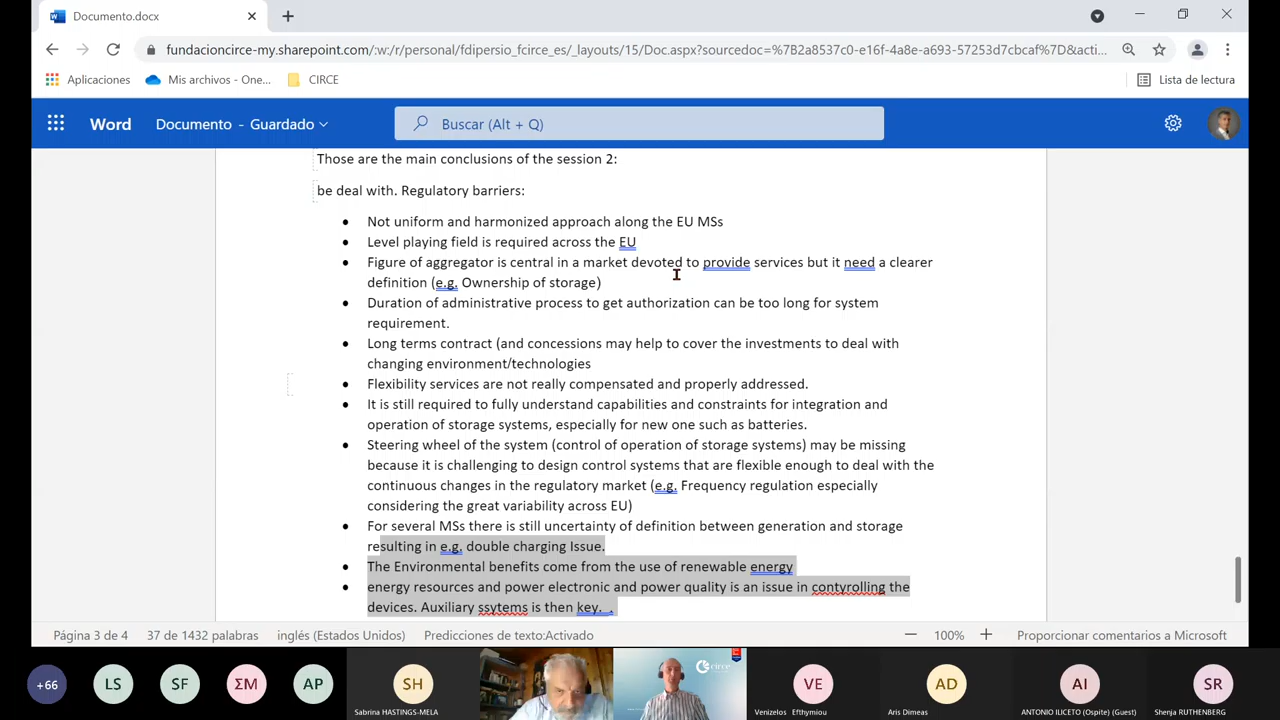 Documento.docx
fundacioncirce-my.sharepoint.com/:w:/r/personal/fdipersio_fcirce_es/_layouts/15/Doc.aspx?sourcedoc=%7B2a8537c0-e16f-4a8e-a693-57253d7cbcaf%7D&acti...
Aplicaciones Mis archivos - One... CIRCE Lista de lectura
Word Documento - Guardado Buscar (Alt + Q)
Those are the main conclusions of the session 2:
be deal with. Regulatory barriers:
• Not uniform and harmonized approach along the EU MSs
• Level playing field is required across the EU
• Figure of aggregator is central in a market devoted to provide services but it need a clearer
definition (e.g. Ownership of storage)
• Duration of administrative process to get authorization can be too long for system
requirement.
• Long terms contract (and concessions may help to cover the investments to deal with
changing environment/technologies
• Flexibility services are not really compensated and properly addressed.
• It is still required to fully understand capabilities and constraints for integration and
operation of storage systems, especially for new one such as batteries.
• Steering wheel of the system (control of operation of storage systems) may be missing
because it is challenging to design control systems that are flexible enough to deal with the
continuous changes in the regulatory market (e.g. Frequency regulation especially
considering the great variability across EU)
• For several MSs there is still uncertainty of definition between generation and storage
resulting in e.g. double charging Issue.
• The Environmental benefits come from the use of renewable energy
• energy resources and power electronic and power quality is an issue in contyrolling the
devices. Auxiliary ssytems is then key. .
Página 3 de 4 37 de 1432 palabras inglés (Estados Unidos) Predicciones de texto:Activado 100% Proporcionar comentarios a Microsoft
+66 LS SF ΣM AP SH circe VE AD AI SR
Sabrina HASTINGS-MELA Venizelos Efthymiou Aris Dimeas ANTONIO ILICETO (Ospite) (Guest) Shenja RUTHENBERG